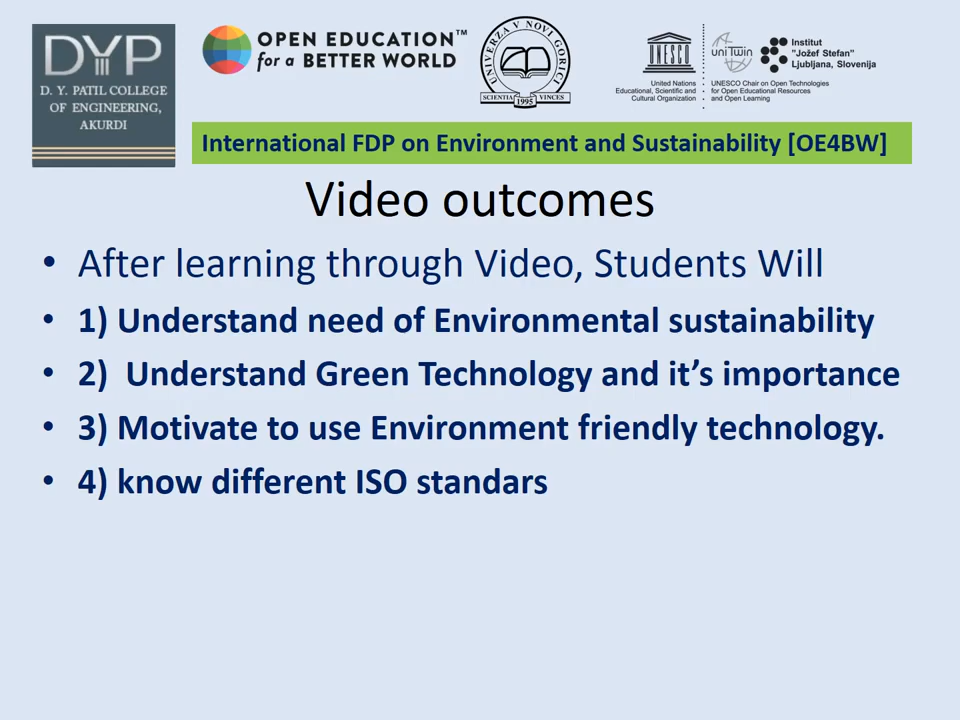 DYP
D. Y. PATIL COLLEGE
OF ENGINEERING,
AKURDI
OPEN EDUCATION™
for a BETTER WORLD
UNIVERZA V NOVI GORICI
SCIENTIA VINCES
1995
UNESCO
United Nations
Educational, Scientific and
Cultural Organization
uniTwin
Institut
"Jožef Stefan"
Ljubljana, Slovenija
UNESCO Chair on Open Technologies
for Open Educational Resources
and Open Learning
International FDP on Environment and Sustainability [OE4BW]
Video outcomes
• After learning through Video, Students Will
• 1) Understand need of Environmental sustainability
• 2) Understand Green Technology and it’s importance
• 3) Motivate to use Environment friendly technology.
• 4) know different ISO standars